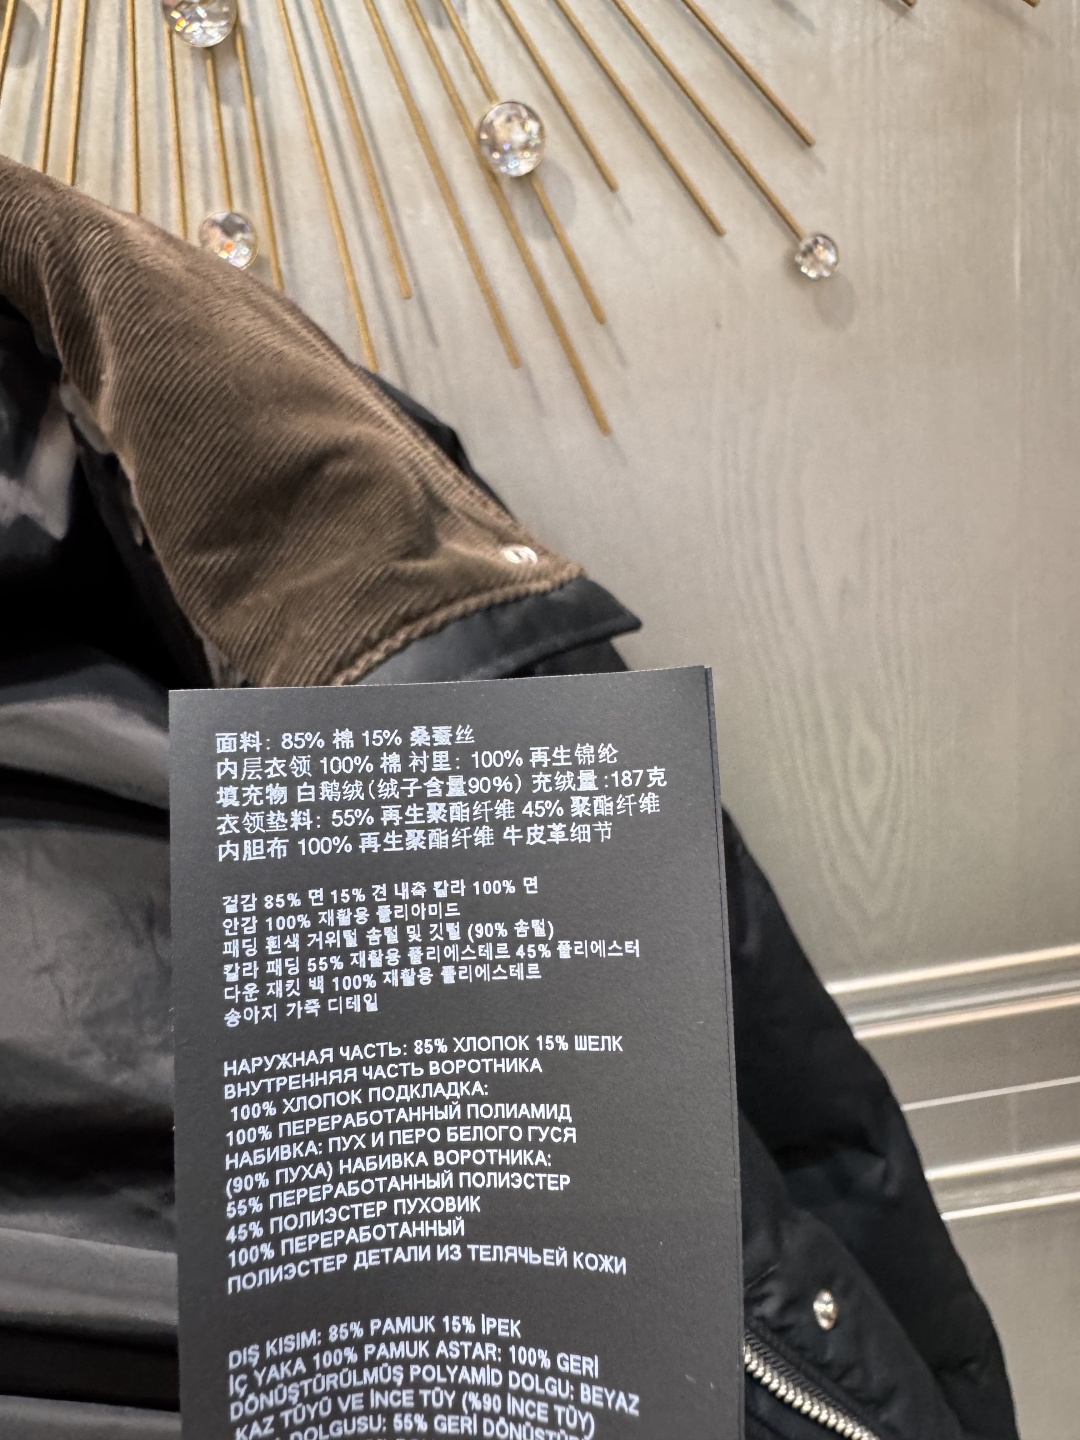 面料: 85% 棉 15% 桑蚕丝
内层衣领 100% 棉 衬里: 100% 再生锦纶
填充物 白鹅绒(绒子含量90%) 充绒量:187克
衣领垫料: 55% 再生聚酯纤维 45% 聚酯纤维
内胆布 100% 再生聚酯纤维 牛皮革细节
겉감 85% 면 15% 견 내측 칼라 100% 면
안감 100% 재활용 폴리아미드
패딩 흰색 거위털 솜털 및 깃털 (90% 솜털)
칼라 패딩 55% 재활용 폴리에스테르 45% 폴리에스터
다운 재킷 백 100% 재활용 폴리에스테르
송아지 가죽 디테일
НАРУЖНАЯ ЧАСТЬ: 85% ХЛОПОК 15% ШЕЛК
ВНУТРЕННЯЯ ЧАСТЬ ВОРОТНИКА
100% ХЛОПОК ПОДКЛАДКА:
100% ПЕРЕРАБОТАННЫЙ ПОЛИАМИД
НАБИВКА: ПУХ И ПЕРО БЕЛОГО ГУСЯ
(90% ПУХА) НАБИВКА ВОРОТНИКА:
55% ПЕРЕРАБОТАННЫЙ ПОЛИЭСТЕР
45% ПОЛИЭСТЕР ПУХОВИК
100% ПЕРЕРАБОТАННЫЙ
ПОЛИЭСТЕР ДЕТАЛИ ИЗ ТЕЛЯЧЬЕЙ КОЖИ
DIŞ KISIM: 85% PAMUK 15% İPEK
İÇ YAKA 100% PAMUK ASTAR: 100% GERİ
DÖNÜŞTÜRÜLMÜŞ POLYAMİD DOLGU: BEYAZ
KAZ TÜYÜ VE İNCE TÜY (%90 İNCE TÜY)
DOLGUSU: 55% GERİ